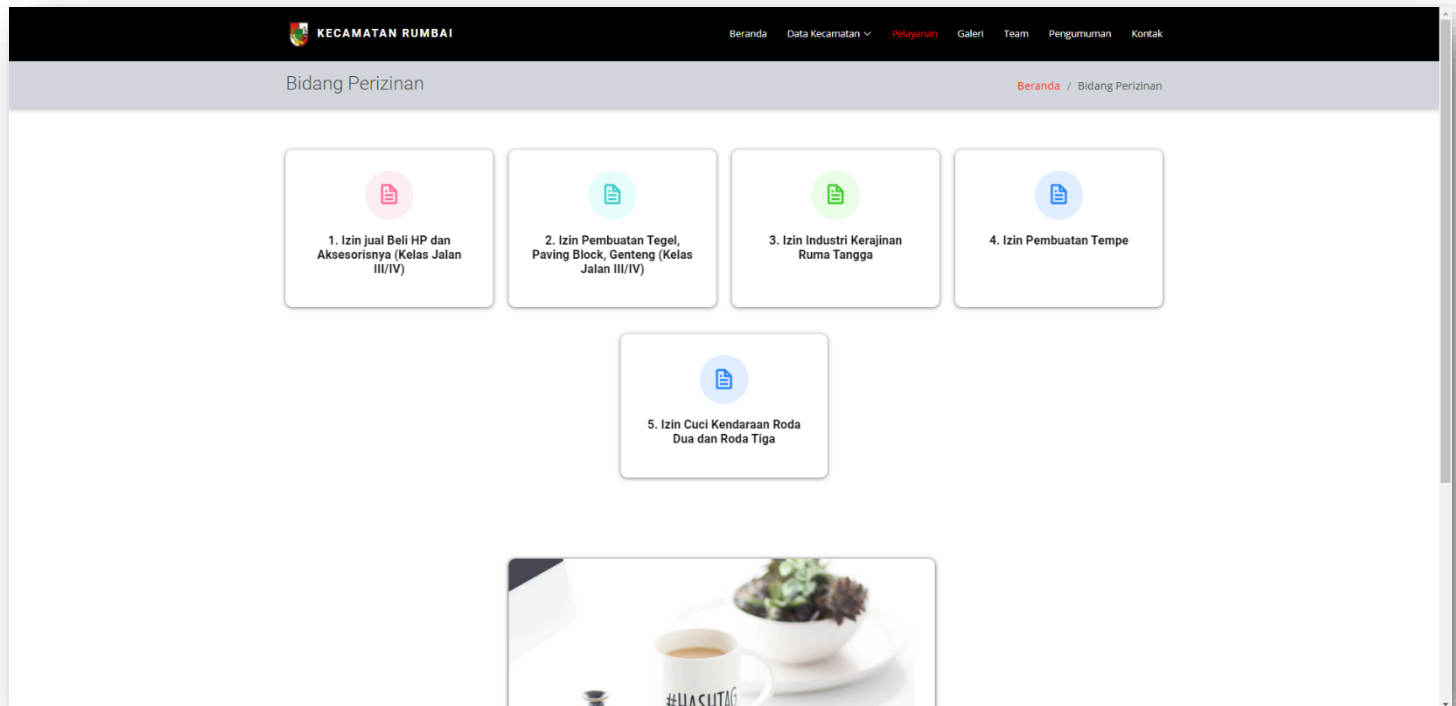 KECAMATAN RUMBAI
Beranda Data Kecamatan Pelayanan Galeri Team Pengumuman Kontak
Bidang Perizinan
Beranda / Bidang Perizinan
1. Izin jual Beli HP dan
Aksesorisnya (Kelas Jalan
III/IV)
2. Izin Pembuatan Tegel,
Paving Block, Genteng (Kelas
Jalan III/IV)
3. Izin Industri Kerajinan
Ruma Tangga
4. Izin Pembuatan Tempe
5. Izin Cuci Kendaraan Roda
Dua dan Roda Tiga
#HASHTAG